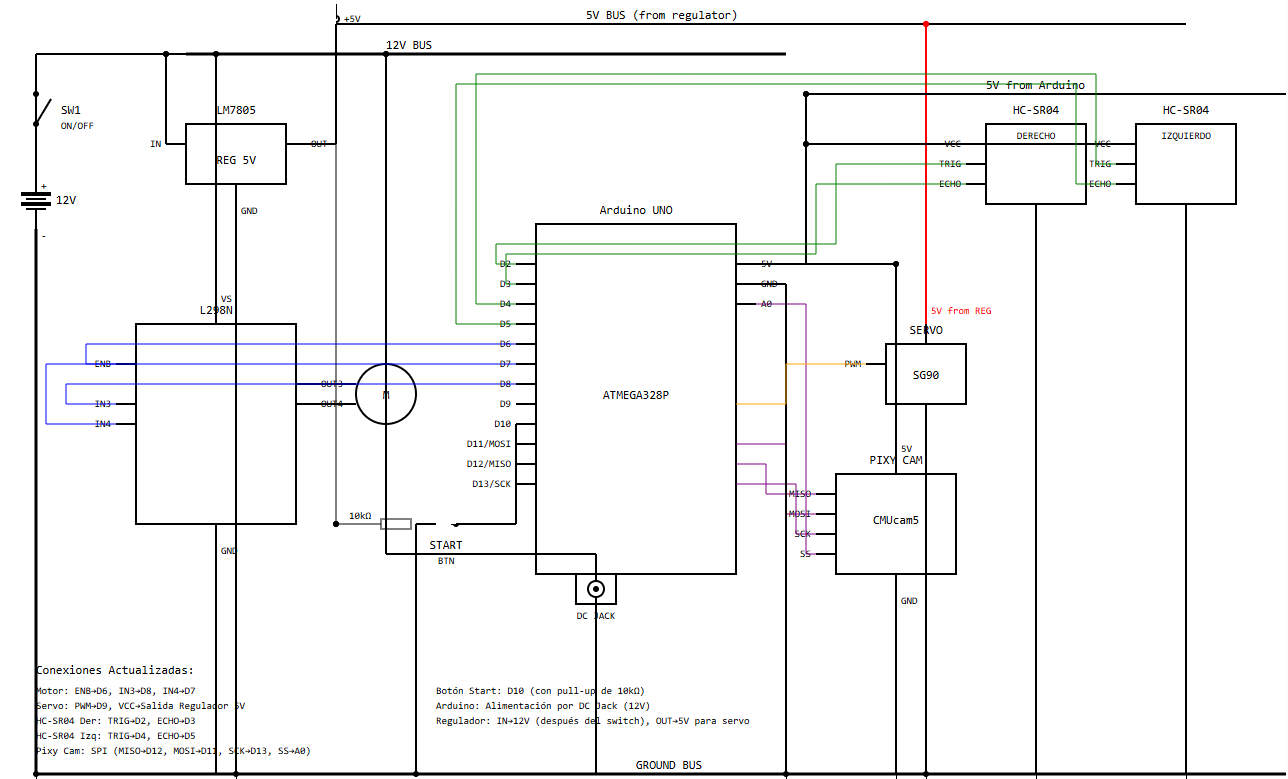 +5V
5V BUS (from regulator)
12V BUS
5V from Arduino
SW1
ON/OFF
LM7805
IN
REG 5V
OUT
GND
HC-SR04
DERECHO
VCC
TRIG
ECHO
HC-SR04
IZQUIERDO
VCC
TRIG
ECHO
+
12V
-
Arduino UNO
D2
D3
D4
D5
D6
D7
D8
D9
D10
D11/MOSI
D12/MISO
D13/SCK
5V
GND
A0
ATMEGA328P
VS
L298N
ENB
IN3
IN4
OUT3
OUT4
M
GND
5V from REG
SERVO
PWM
SG90
5V
PIXY CAM
MISO
MOSI
SCK
SS
CMUcam5
GND
10kΩ
START
BTN
DC JACK
Conexiones Actualizadas:
Motor: ENB→D6, IN3→D8, IN4→D7
Servo: PWM→D9, VCC→Salida Regulador 5V
HC-SR04 Der: TRIG→D2, ECHO→D3
HC-SR04 Izq: TRIG→D4, ECHO→D5
Pixy Cam: SPI (MISO→D12, MOSI→D11, SCK→D13, SS→A0)
Botón Start: D10 (con pull-up de 10kΩ)
Arduino: Alimentación por DC Jack (12V)
Regulador: IN→12V (después del switch), OUT→5V para servo
GROUND BUS